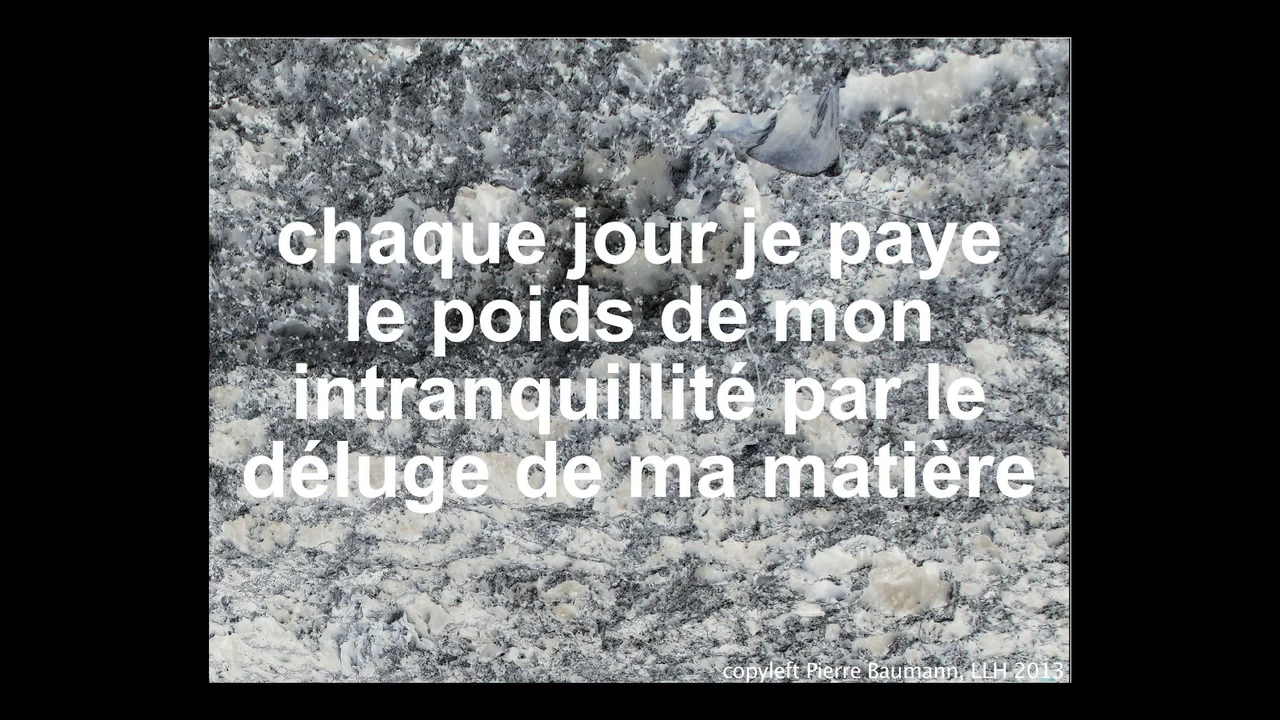 chaque jour je paye
le poids de mon
intranquillité par le
déluge de ma matière
copyleft Pierre Baumann, LLH 2013